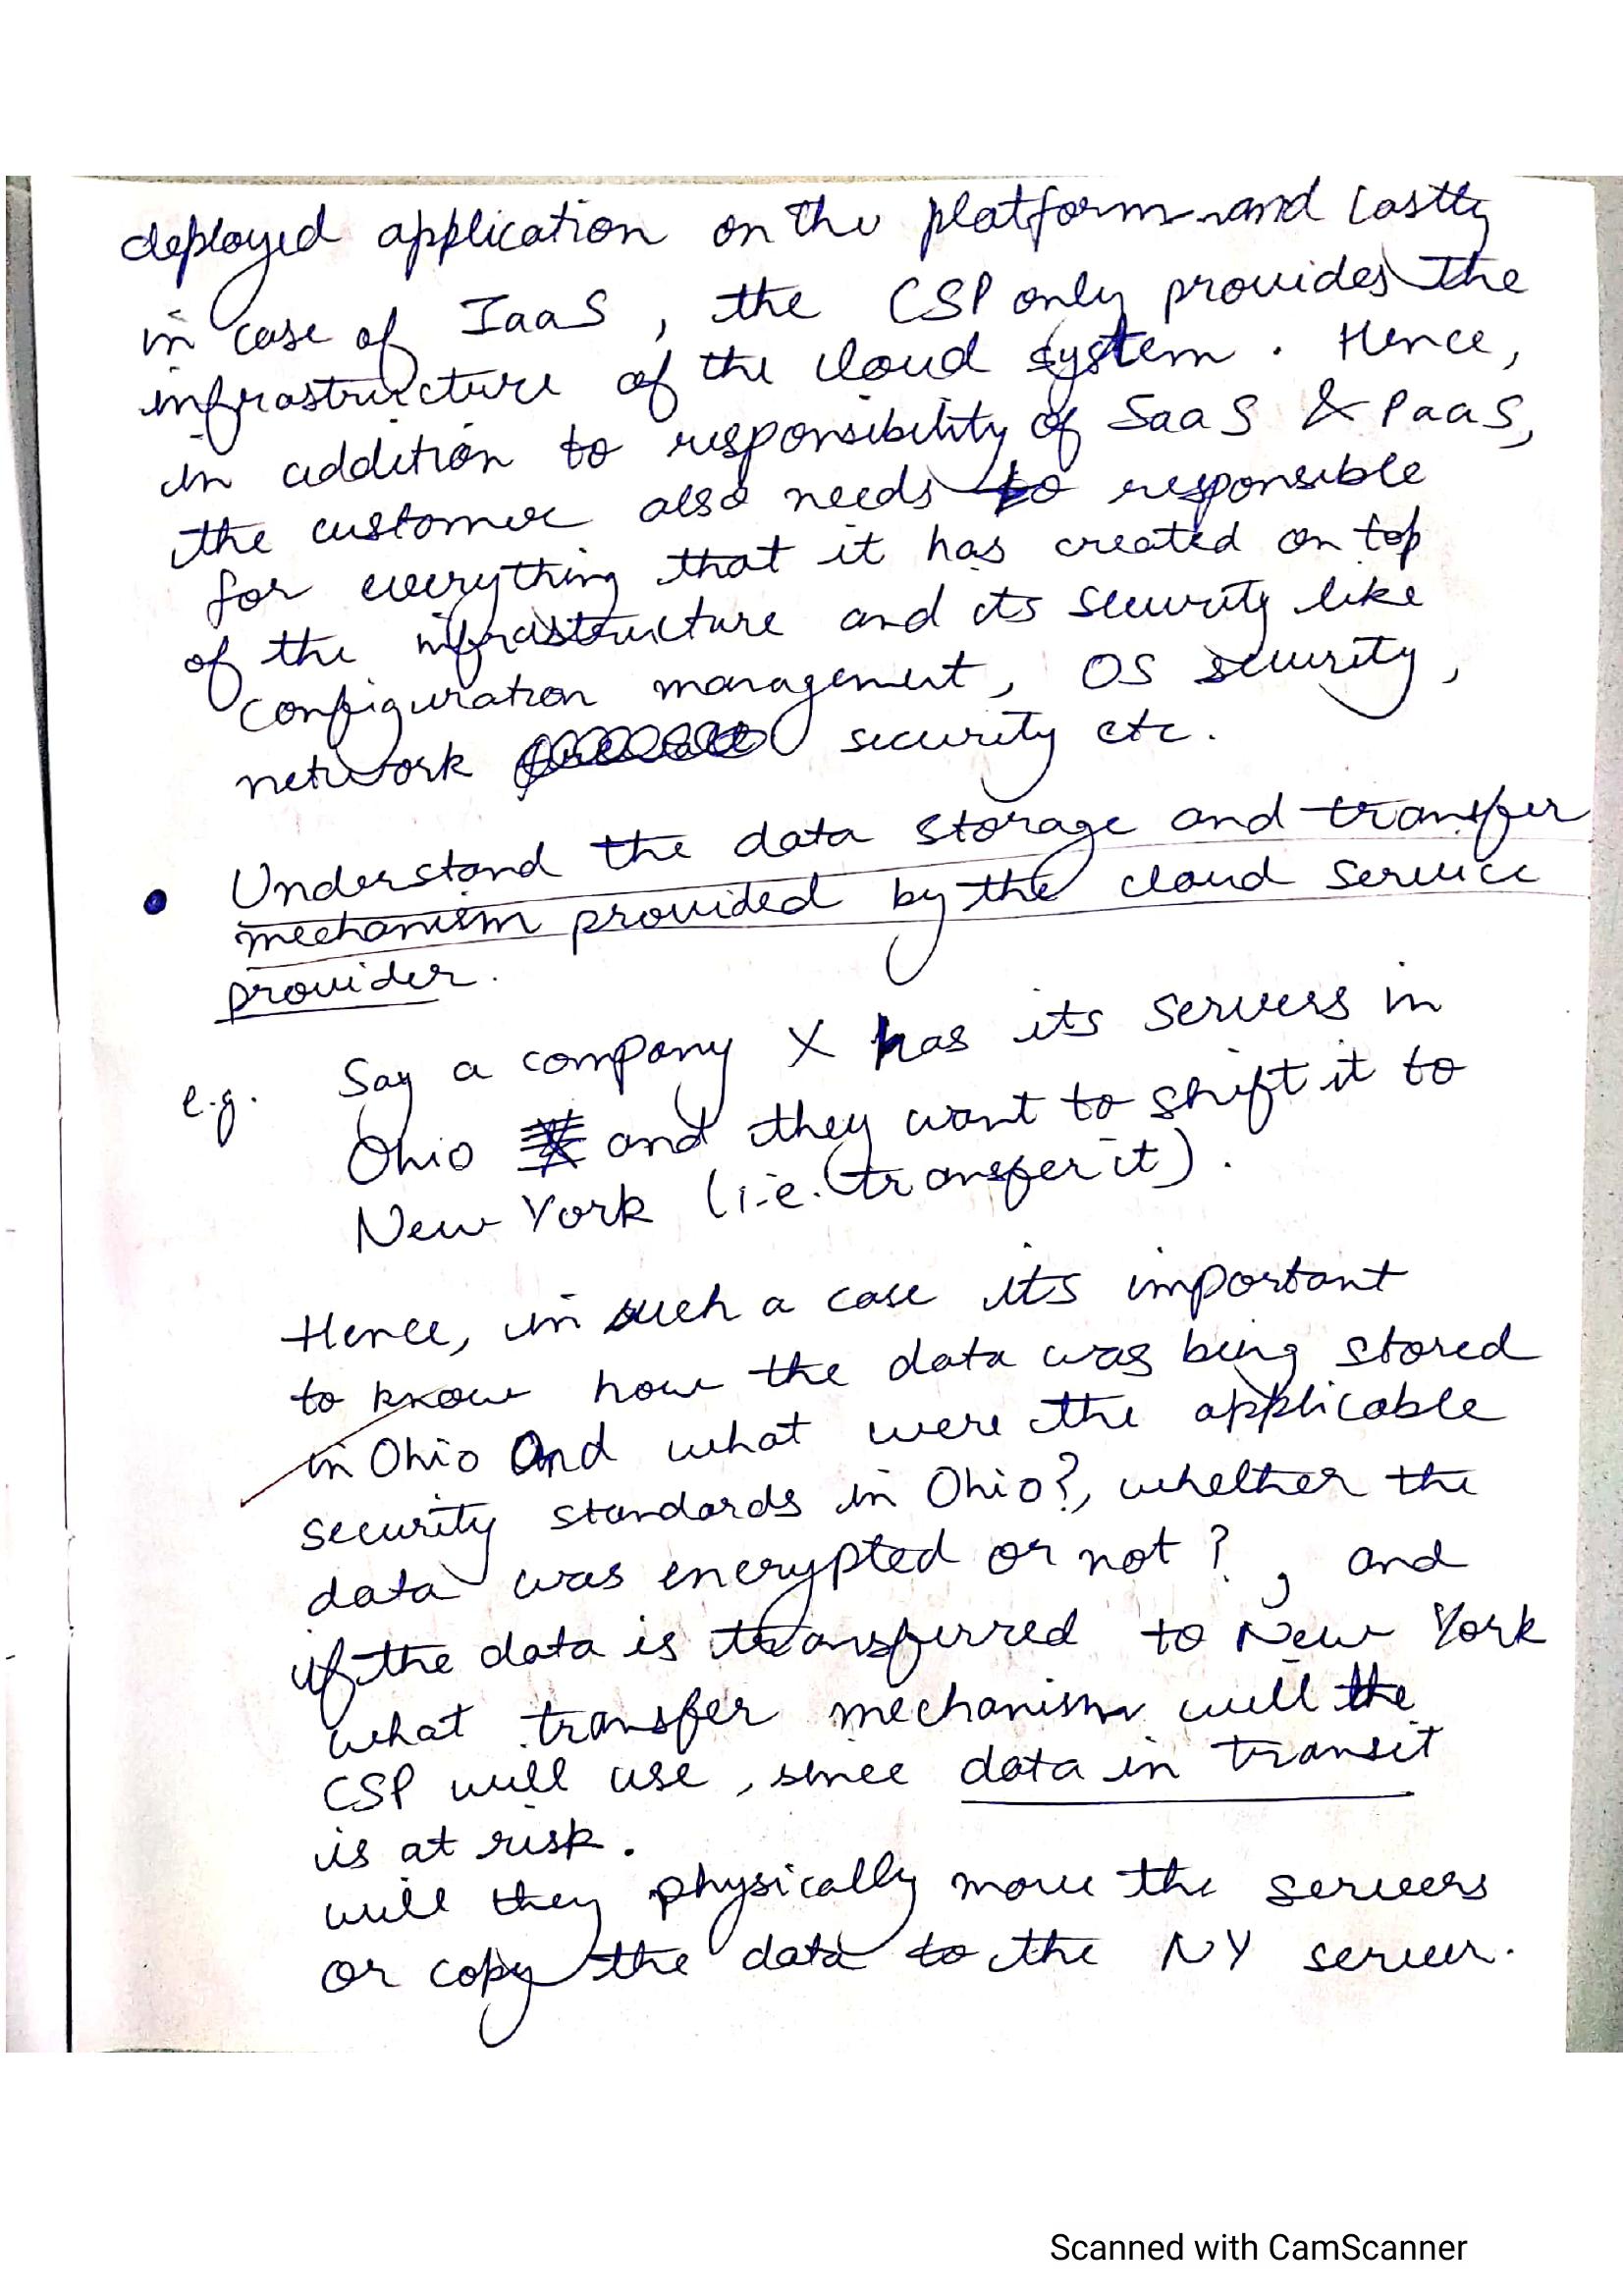 deployed application on the platform and lastly
in case of IaaS, the CSP only provides the
infrastructure of the cloud system. Hence,
in addition to responsibility of SaaS & PaaS,
the customer also needs to responsible
for everything that it has created on top
of the infrastructure and its security like
configuration management, OS security,
network security etc.
• Understand the data storage and transfer
mechanism provided by the cloud service
provider.
e.g. Say a company X has its servers in
Ohio and they want to shift it to
New York (i.e. transfer it).
Hence, in such a case its important
to know how the data was being stored
in Ohio And what were the applicable
security standards in Ohio?, whether the
data was encrypted or not?, and
if the data is transferred to New York
what transfer mechanism will the
CSP will use, since data in transit
is at risk.
will they physically move the servers
or copy the data to the NY server.
Scanned with CamScanner